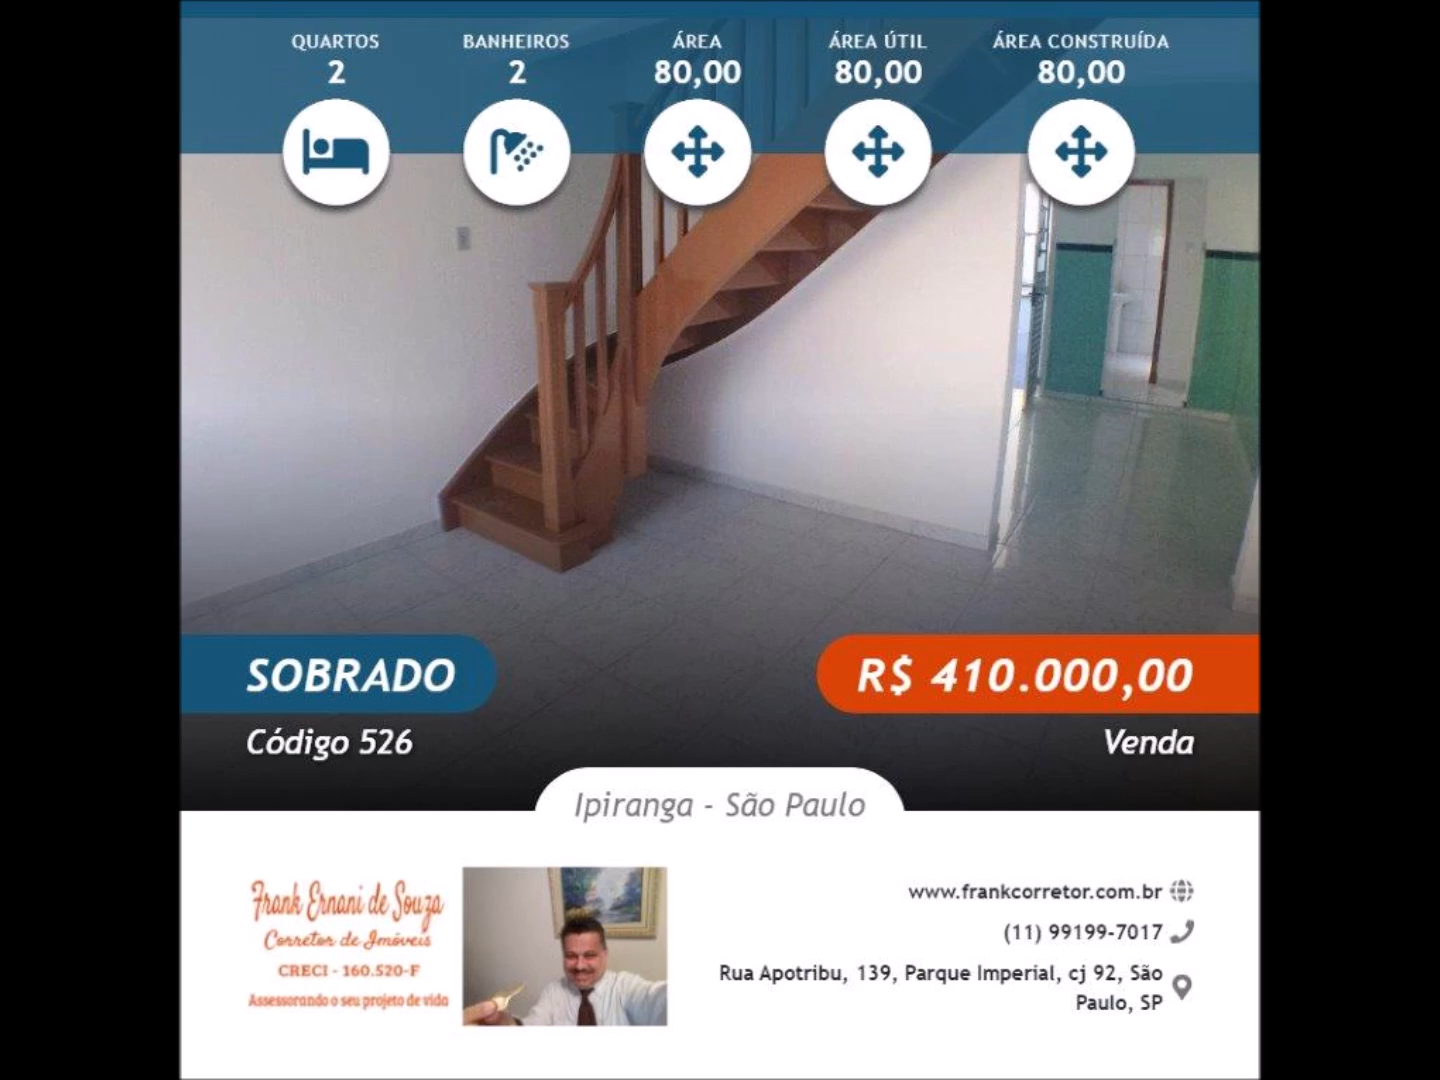 QUARTOS
2
BANHEIROS
2
ÁREA
80,00
ÁREA ÚTIL
80,00
ÁREA CONSTRUÍDA
80,00
SOBRADO
Código 526
R$ 410.000,00
Venda
Ipiranga - São Paulo
Frank Ernani de Souza
Corretor de Imóveis
CRECI - 160.520-F
Assessorando o seu projeto de vida
www.frankcorretor.com.br
(11) 99199-7017
Rua Apotribu, 139, Parque Imperial, cj 92, São
Paulo, SP